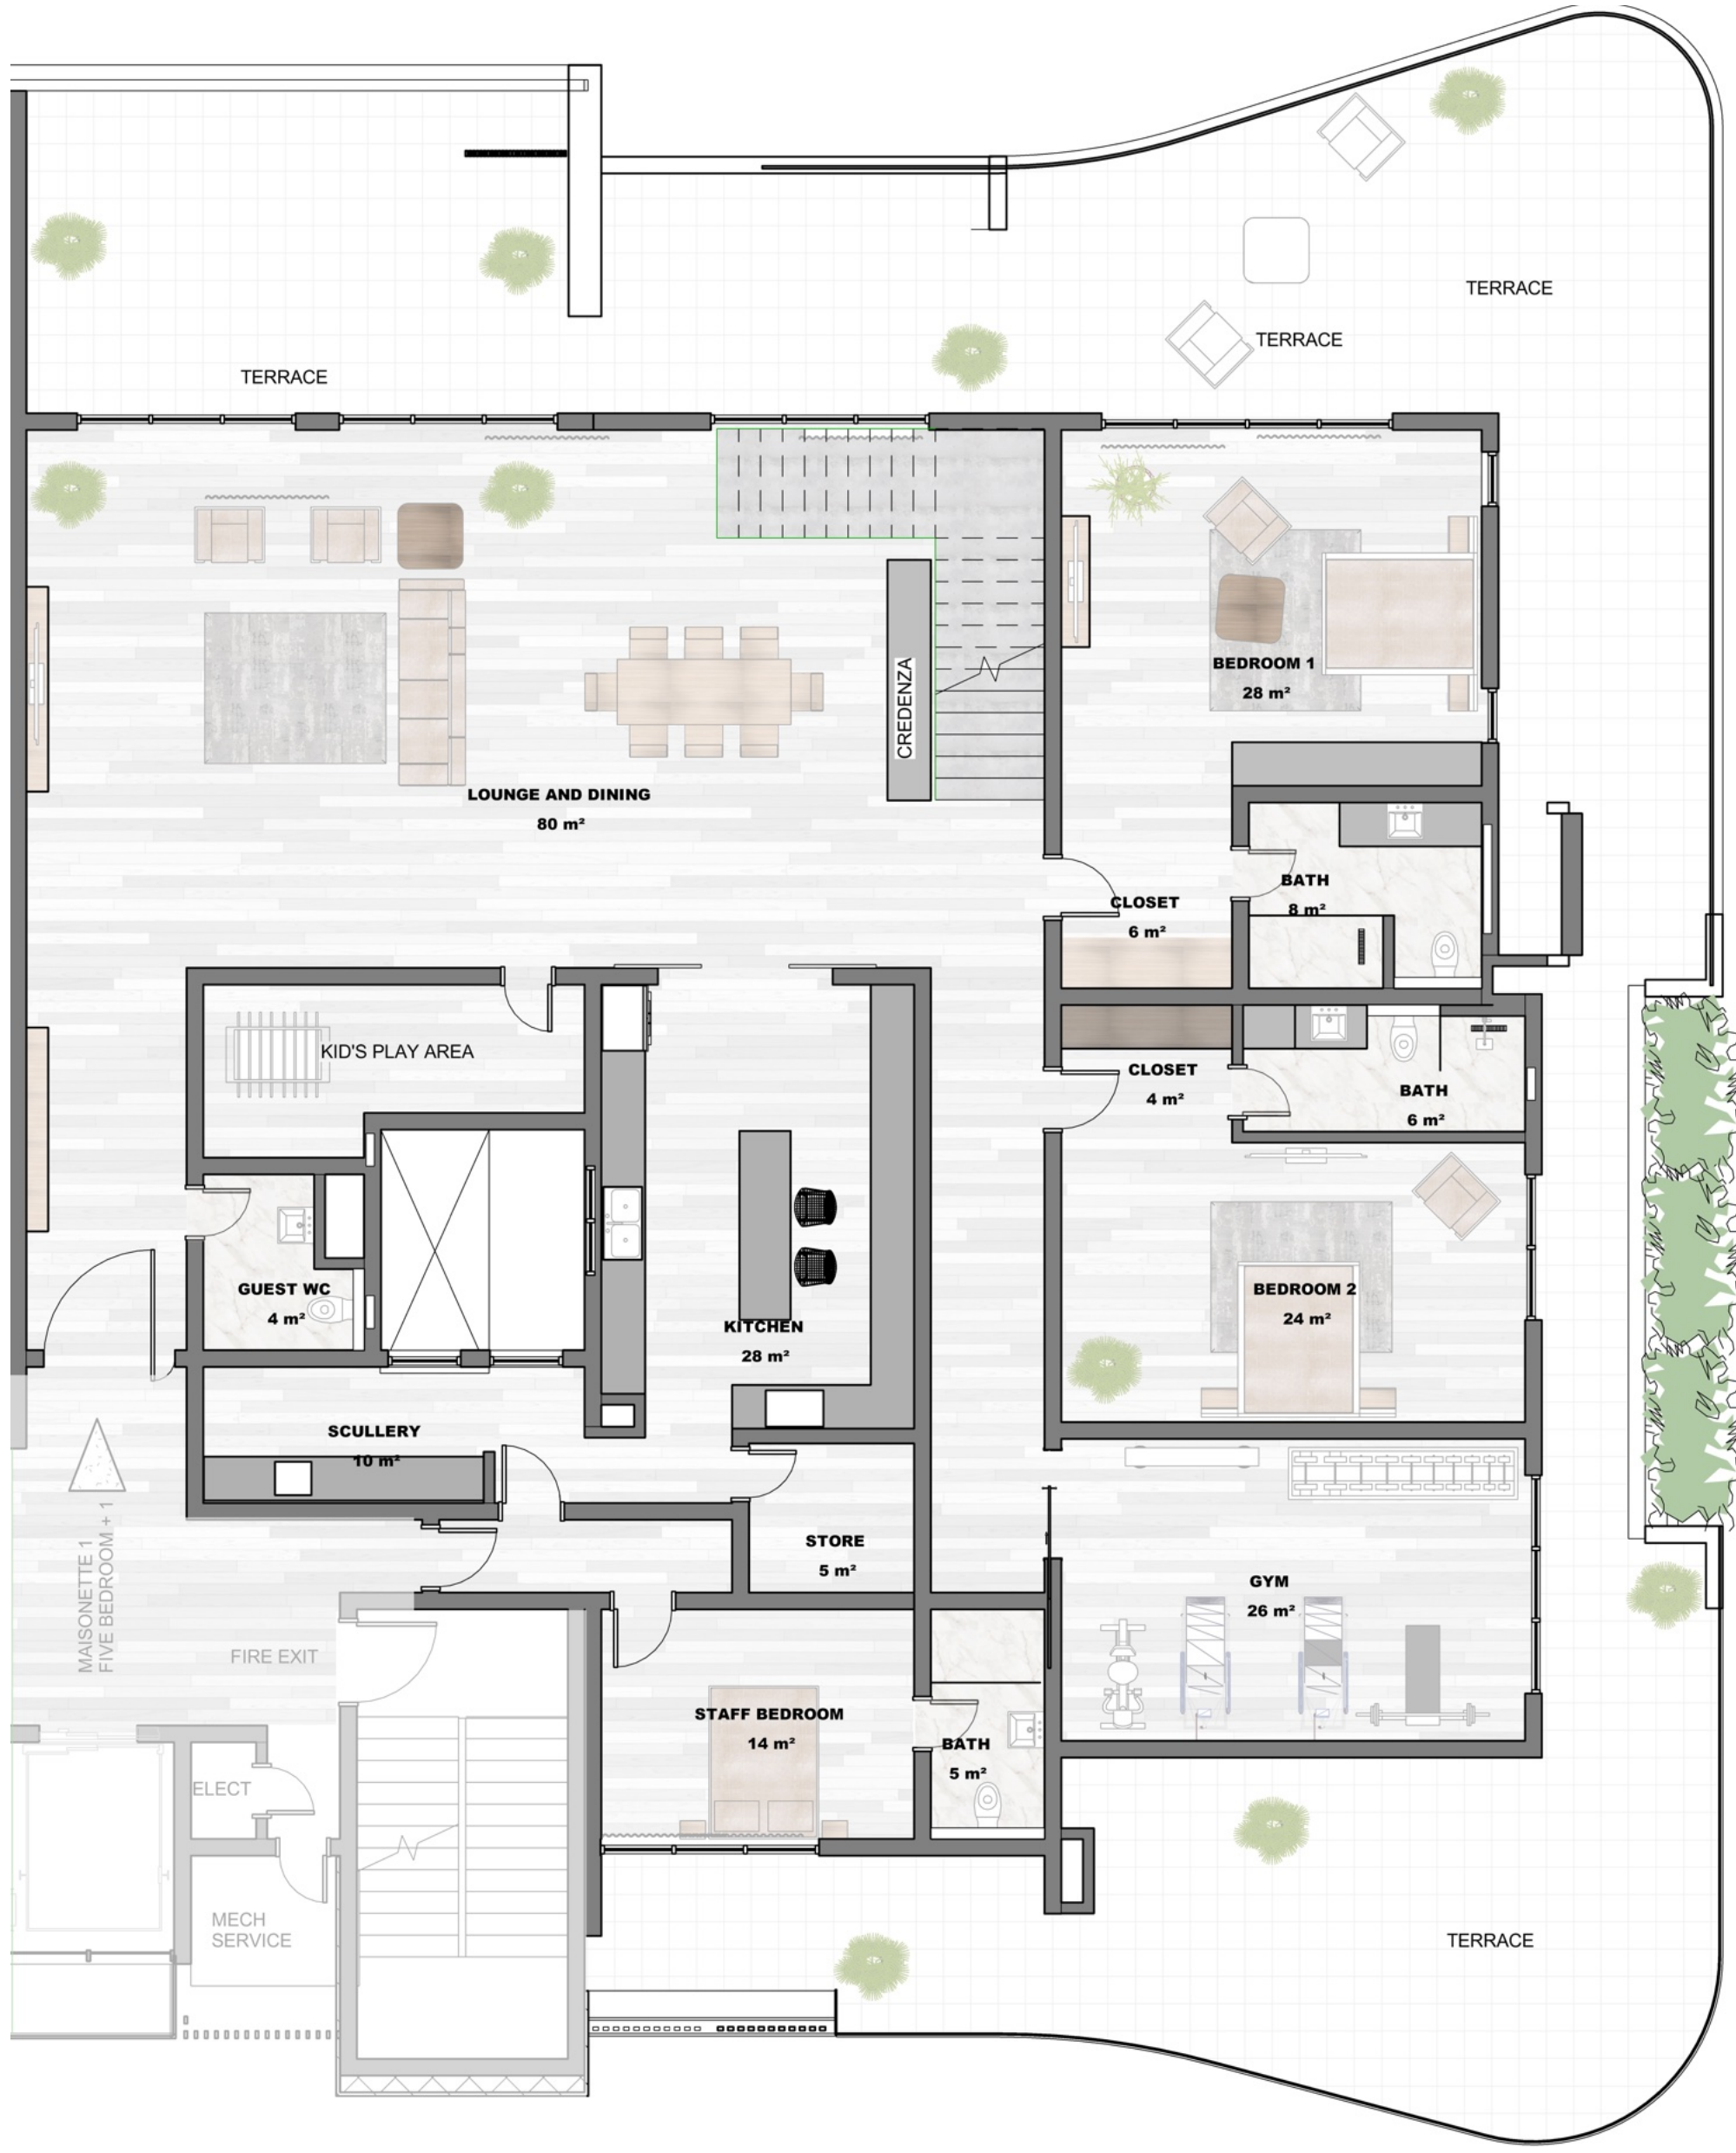 TERRACE
TERRACE
TERRACE
BEDROOM 1
28 m²
CREDENZA
LOUNGE AND DINING
80 m²
BATH
8 m²
CLOSET
6 m²
KID'S PLAY AREA
CLOSET
4 m²
BATH
6 m²
GUEST WC
4 m²
BEDROOM 2
24 m²
KITCHEN
28 m²
SCULLERY
10 m²
MAISONETTE 1
FIVE BEDROOM + 1
STORE
5 m²
GYM
26 m²
FIRE EXIT
STAFF BEDROOM
14 m²
BATH
5 m²
ELECT
MECH
SERVICE
TERRACE